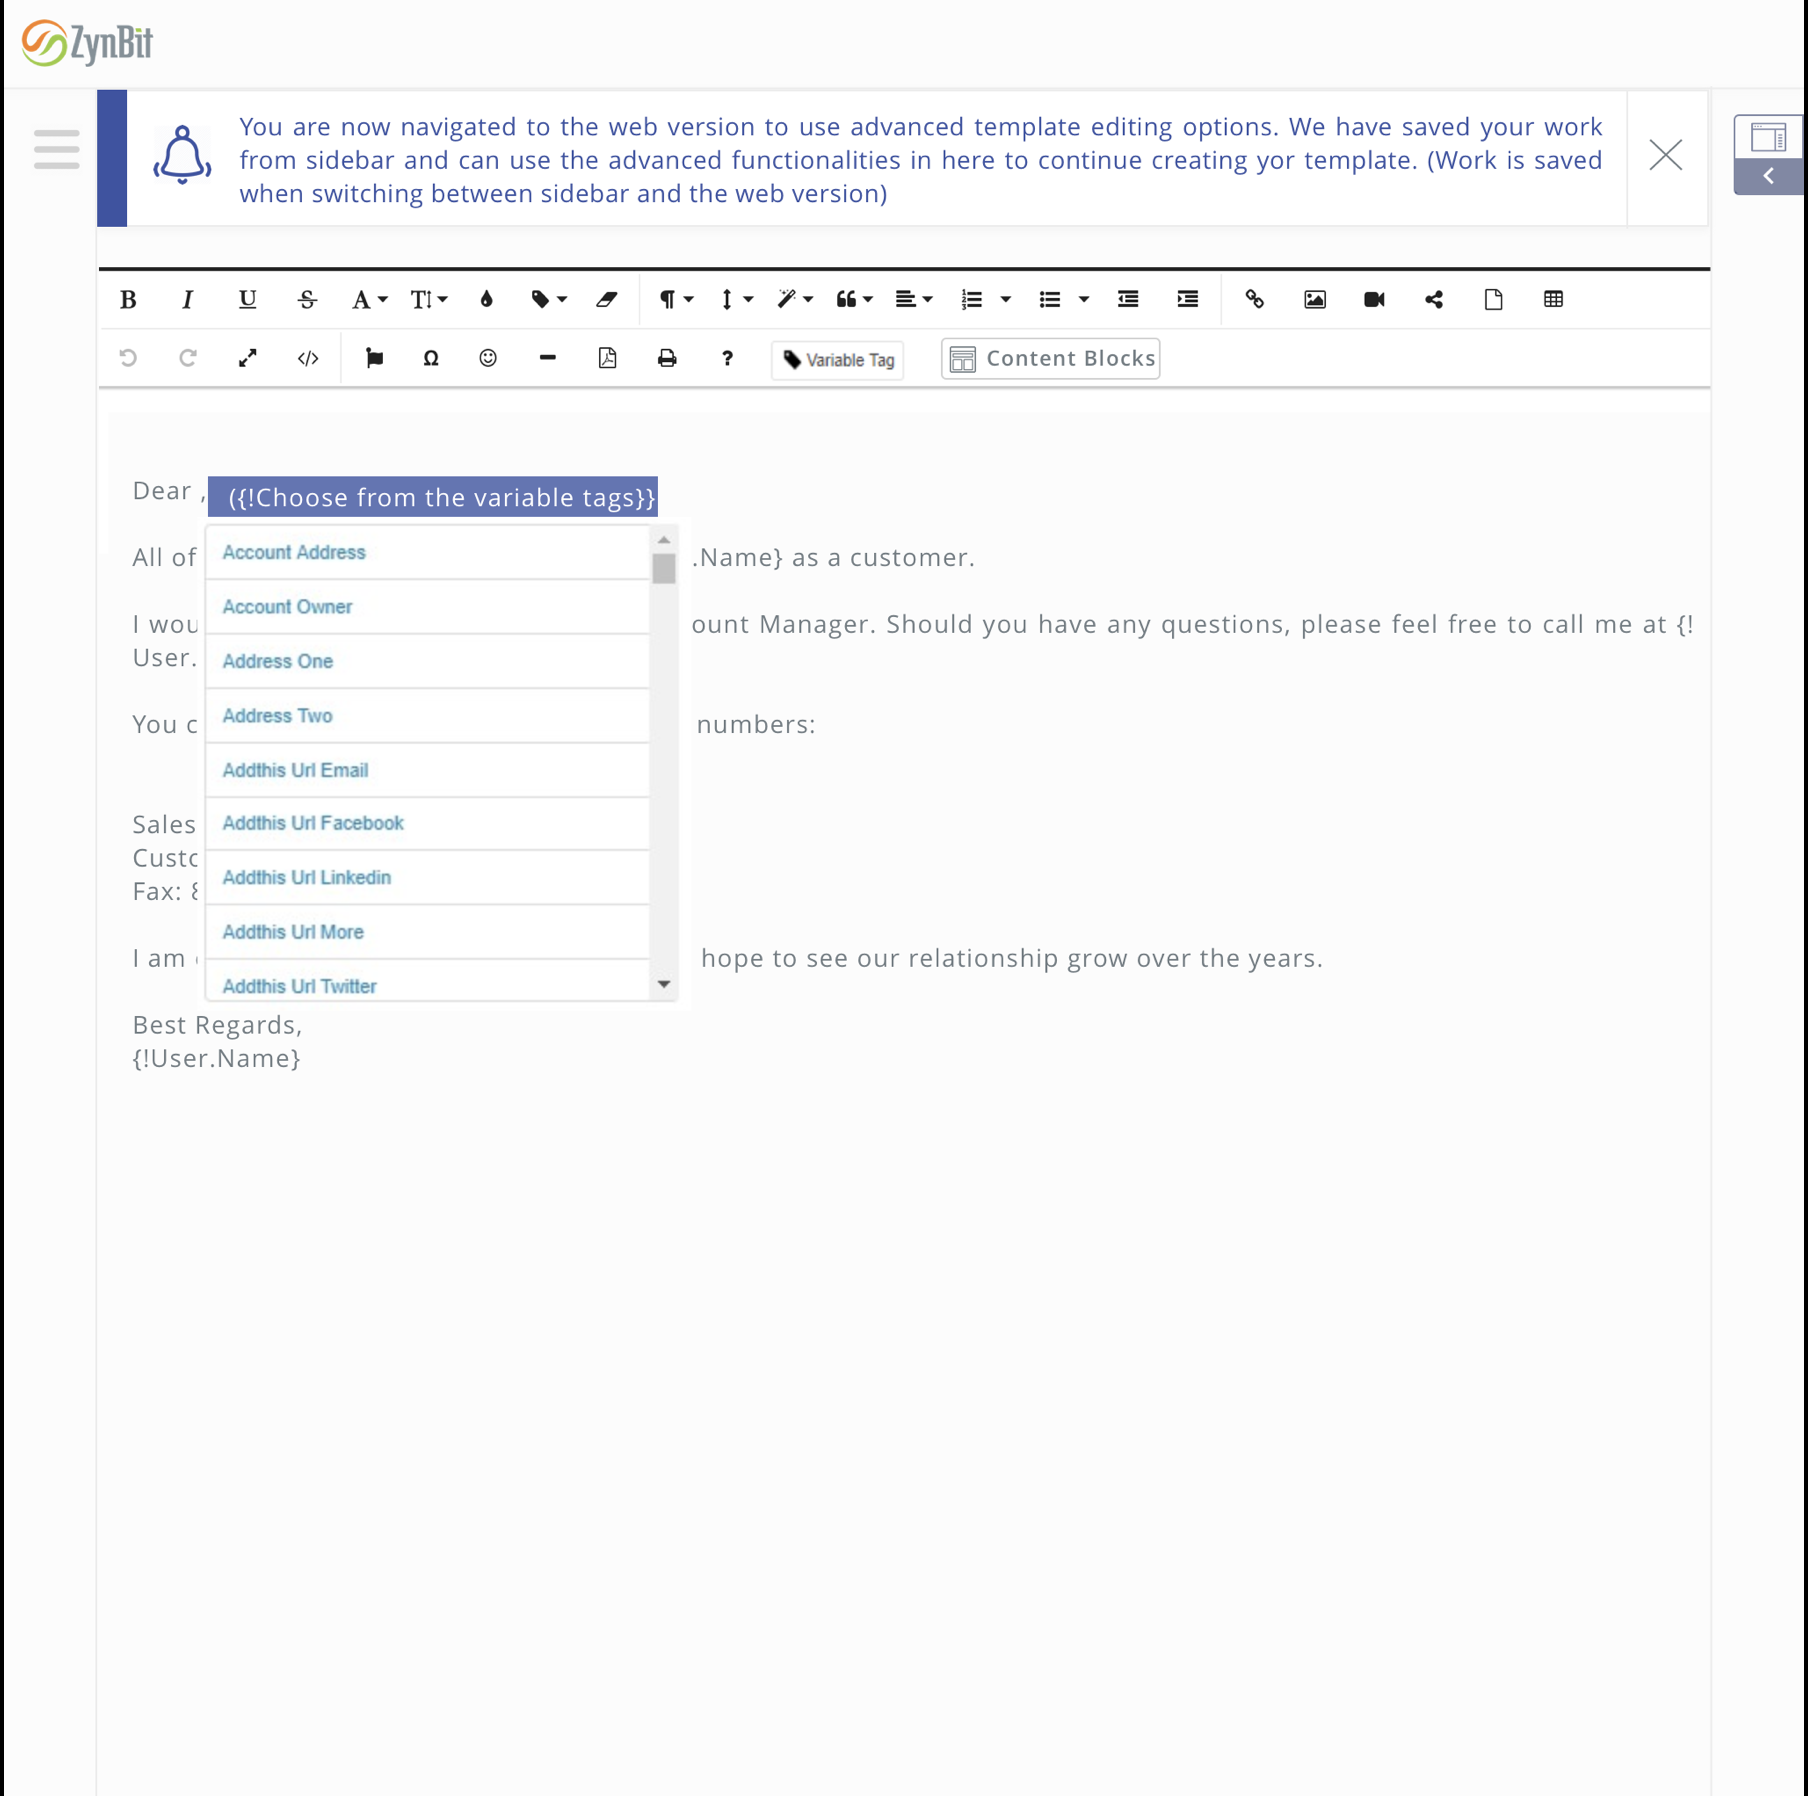 ZynBit
You are now navigated to the web version to use advanced template editing options. We have saved your work
from sidebar and can use the advanced functionalities in here to continue creating yor template. (Work is saved
when switching between sidebar and the web version)
Variable Tag
Content Blocks
Dear , ({!Choose from the variable tags}}
Account Address
Account Owner
Address One
Address Two
Addthis Url Email
Addthis Url Facebook
Addthis Url Linkedin
Addthis Url More
Addthis Url Twitter
All of .Name} as a customer.
I wou ount Manager. Should you have any questions, please feel free to call me at {!
User.
You c numbers:
Sales
Custo
Fax:
I am hope to see our relationship grow over the years.
Best Regards,
{!User.Name}